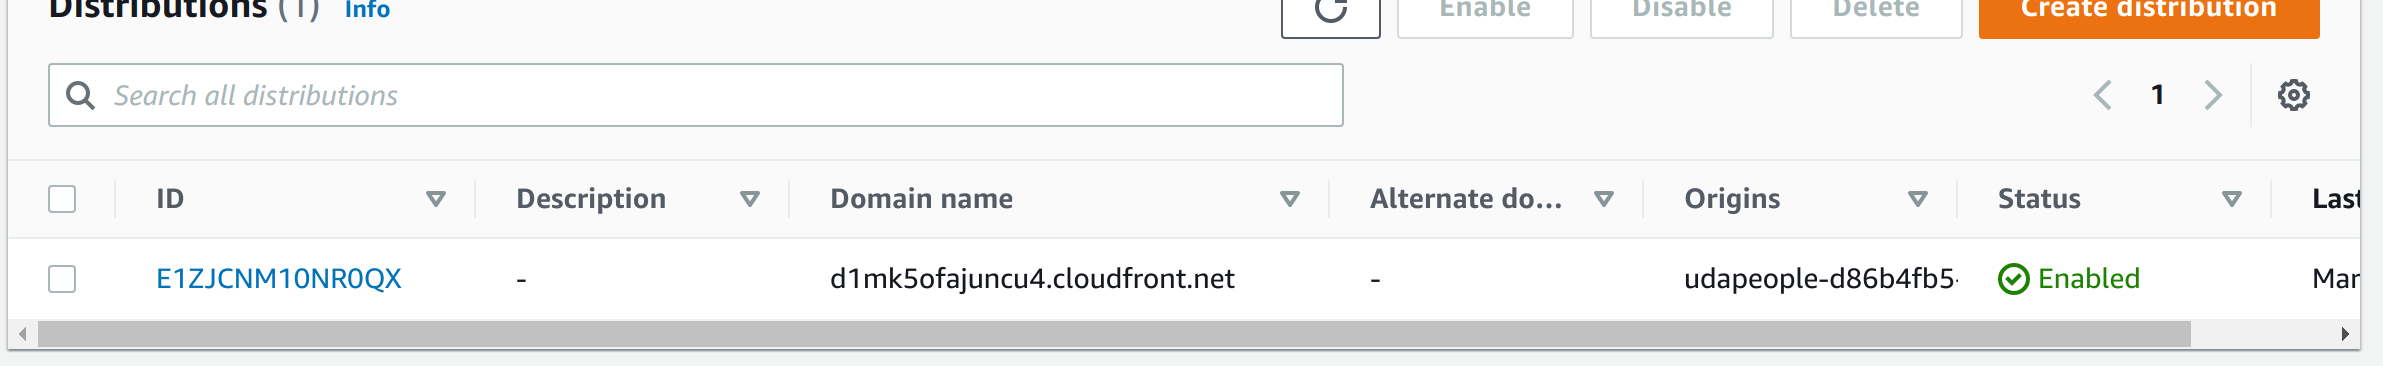 Distributions (1) Info
Enable Disable Delete Create distribution
Search all distributions
1
ID Description Domain name Alternate do... Origins Status Last
E1ZJCNM10NR0QX - d1mk5ofajuncu4.cloudfront.net - udapeople-d86b4fb5- Enabled Mar